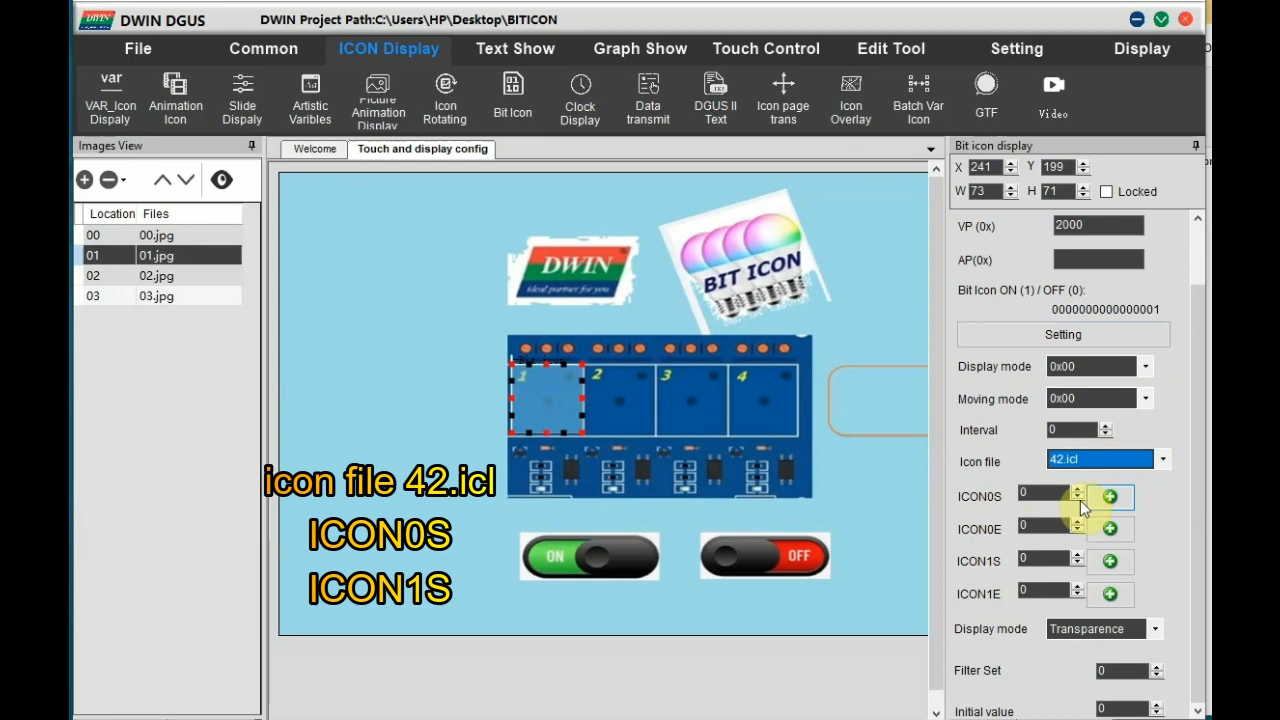 DWIN DWIN DGUS DWIN Project Path:C:\Users\HP\Desktop\BITICON
File Common ICON Display Text Show Graph Show Touch Control Edit Tool Setting Display
var
VAR_Icon Animation Slide Artistic Picture Icon Bit Icon Clock Data DGUS II Icon page Icon Batch Var GTF Video
Dispaly Icon Dispaly Varibles Animation Rotating Display transmit Text trans Overlay Icon
Display
Images View Welcome Touch and display config Bit icon display
X 241 Y 199
W 73 H 71 Locked
Location Files
00 00.jpg
01 01.jpg
02 02.jpg
03 03.jpg
DWIN
ideal partner for you
BIT ICON
Bit icon
1 2 3 4
ON OFF
icon file 42.icl
ICON0S
ICON1S
VP (0x) 2000
AP(0x)
Bit Icon ON (1) / OFF (0):
0000000000000001
Setting
Display mode 0x00
Moving mode 0x00
Interval 0
Icon file 42.icl
ICON0S 0
ICON0E 0
ICON1S 0
ICON1E 0
Display mode Transparence
Filter Set 0
Initial value 0